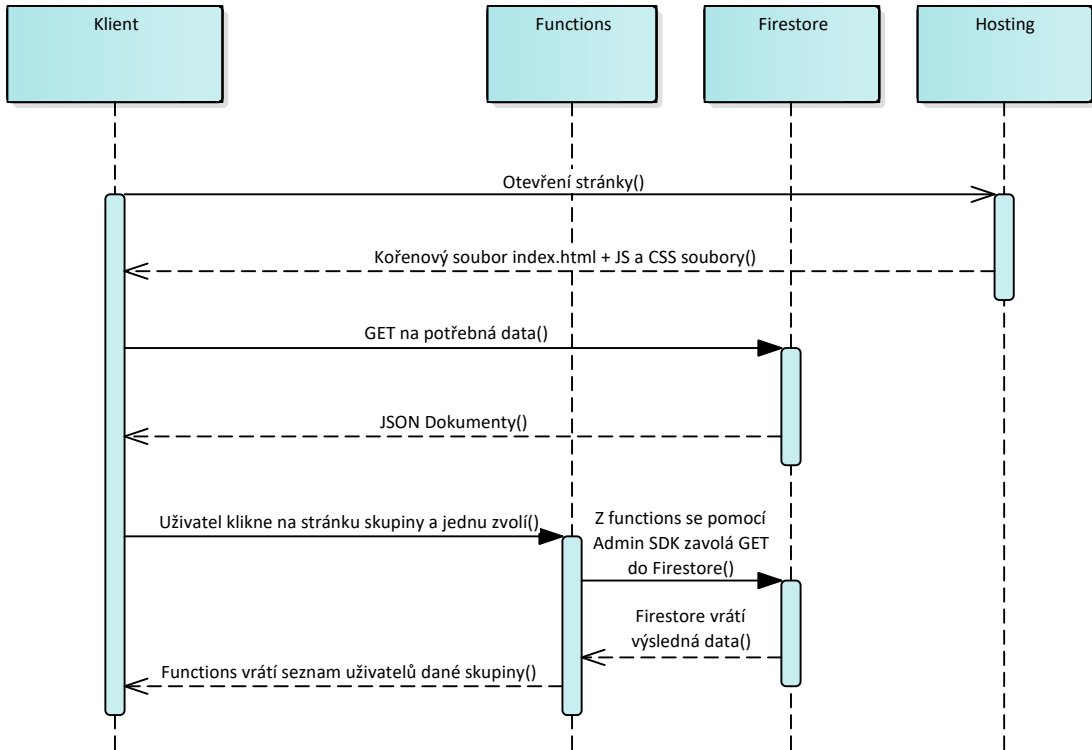 Klient
Functions
Firestore
Hosting
Otevření stránky()
Kořenový soubor index.html + JS a CSS soubory()
GET na potřebná data()
JSON Dokumenty()
Uživatel klikne na stránku skupiny a jednu zvolí()
Z functions se pomocí
Admin SDK zavolá GET
do Firestore()
Firestore vrátí
výsledná data()
Functions vrátí seznam uživatelů dané skupiny()